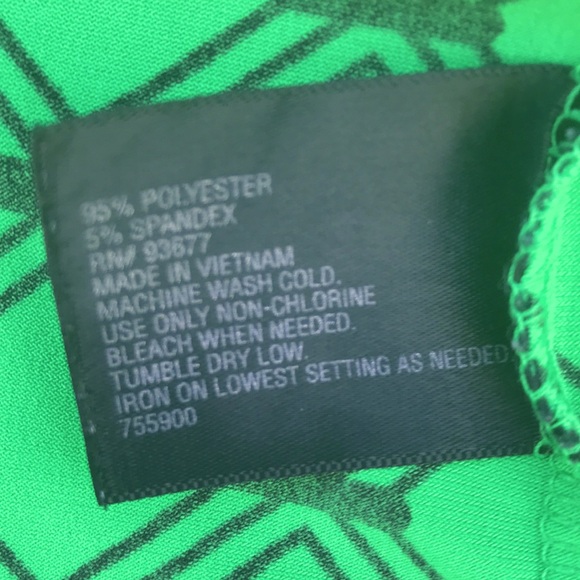 95% POLYESTER
5% SPANDEX
RN# 93677
MADE IN VIETNAM
MACHINE WASH COLD.
USE ONLY NON-CHLORINE
BLEACH WHEN NEEDED.
TUMBLE DRY LOW.
IRON ON LOWEST SETTING AS NEEDED.
755900